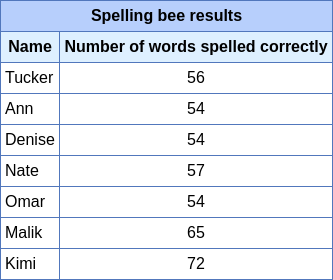 Spelling bee results
Name Number of words spelled correctly
Tucker 56
Ann 54
Denise 54
Nate 57
Omar 54
Malik 65
Kimi 72